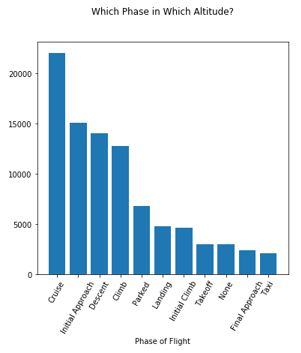 Which Phase in Which Altitude?
20000
15000
10000
5000
0
Cruise
Initial Approach
Descent
Climb
Parked
Landing
Initial Climb
Takeoff
None
Final Approach
Taxi
Phase of Flight